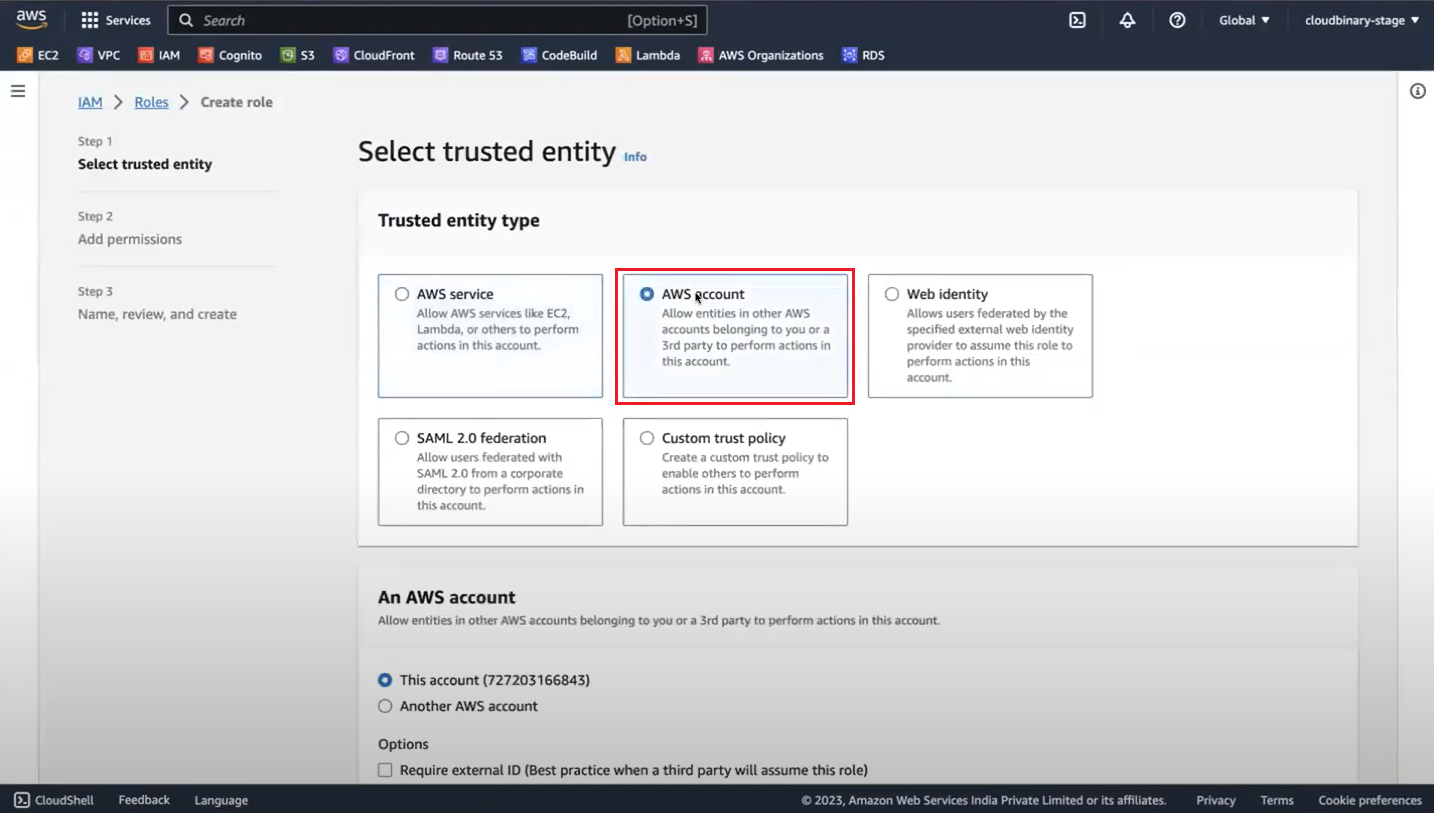 aws
Services
Search
[Option+S]
Global
cloudbinary-stage
EC2
VPC
IAM
Cognito
S3
CloudFront
Route 53
CodeBuild
Lambda
AWS Organizations
RDS
IAM
Roles
Create role
Step 1
Select trusted entity
Step 2
Add permissions
Step 3
Name, review, and create
Select trusted entity Info
Trusted entity type
AWS service
Allow AWS services like EC2,
Lambda, or others to perform
actions in this account.
AWS account
Allow entities in other AWS
accounts belonging to you or a
3rd party to perform actions in
this account.
Web identity
Allows users federated by the
specified external web identity
provider to assume this role to
perform actions in this
account.
SAML 2.0 federation
Allow users federated with
SAML 2.0 from a corporate
directory to perform actions in
this account.
Custom trust policy
Create a custom trust policy to
enable others to perform
actions in this account.
An AWS account
Allow entities in other AWS accounts belonging to you or a 3rd party to perform actions in this account.
This account (727203166843)
Another AWS account
Options
Require external ID (Best practice when a third party will assume this role)
CloudShell
Feedback
Language
© 2023, Amazon Web Services India Private Limited or its affiliates.
Privacy
Terms
Cookie preferences